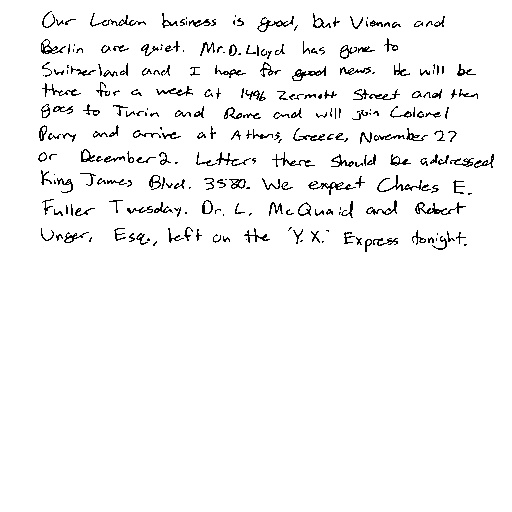 Our London business is good, but Vienna and
Berlin are quiet. Mr. D. Lloyd has gone to
Switzerland and I hope for good news. He will be
there for a week at 1496 Zermott Street and then
goes to Turin and Rome and will join Colonel
Parry and arrive at Athens, Greece, November 27
or December 2. Letters there should be addressed
King James Blvd. 3580. We expect Charles E.
Fuller Tuesday. Dr. L. McQuaid and Robert
Unger, Esq., left on the 'Y.X.' Express tonight.